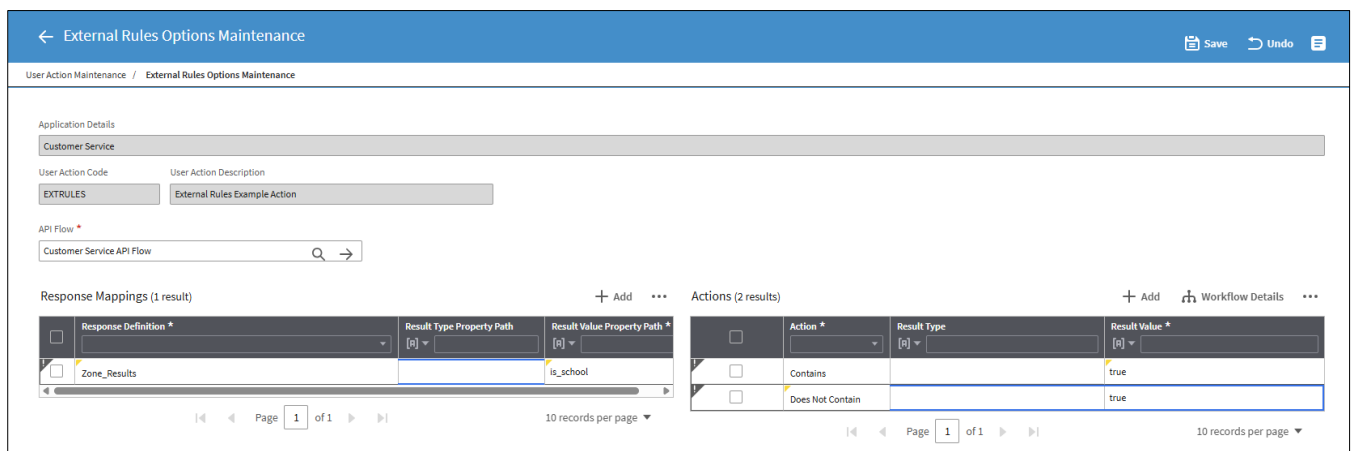 External Rules Options Maintenance
Save Undo
User Action Maintenance / External Rules Options Maintenance
Application Details
Customer Service
User Action Code User Action Description
EXTRULES External Rules Example Action
API Flow *
Customer Service API Flow
Response Mappings (1 result) Add ••• Actions (2 results) Add Workflow Details •••
Response Definition * Result Type Property Path Result Value Property Path * Action * Result Type Result Value *
[R] [R] [R] [R]
Zone_Results is_school Contains true
Does Not Contain true
Page 1 of 1 10 records per page
Page 1 of 1 10 records per page